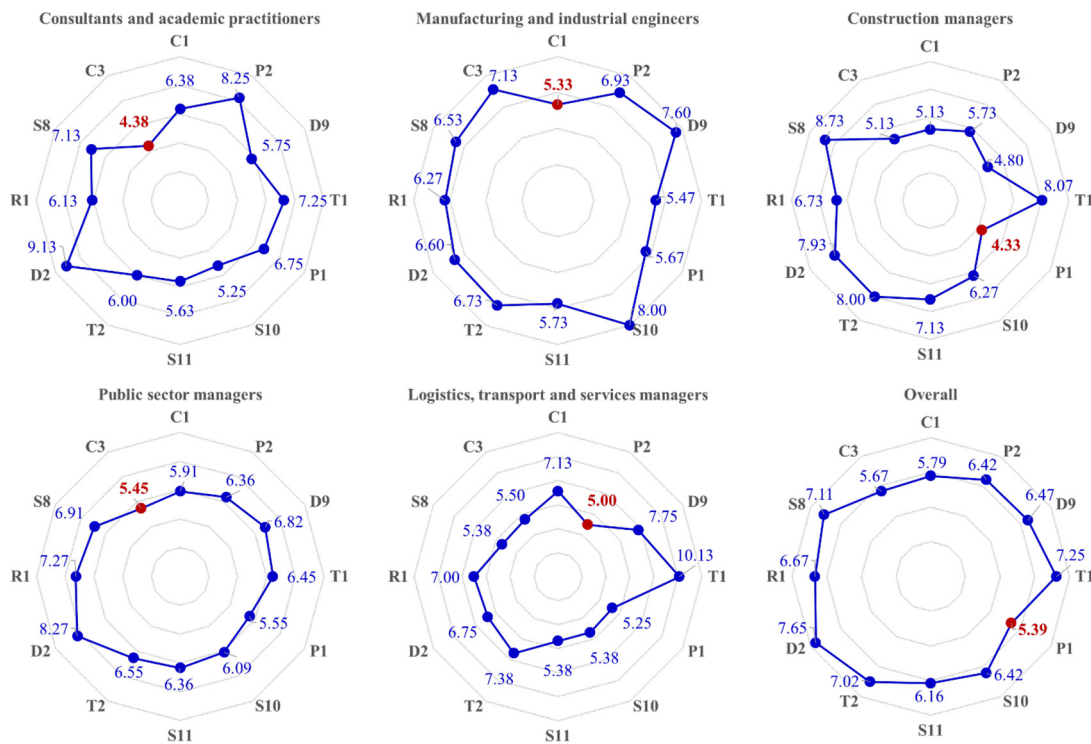 Consultants and academic practitioners
C1
P2
D9
T1
P1
S10
S11
T2
D2
R1
S8
C3
6.38
8.25
5.75
7.25
6.75
5.25
5.63
6.00
9.13
6.13
7.13
4.38
Manufacturing and industrial engineers
C1
P2
D9
T1
P1
S10
S11
T2
D2
R1
S8
C3
5.33
6.93
7.60
5.47
5.67
8.00
5.73
6.73
6.60
6.27
6.53
7.13
Construction managers
C1
P2
D9
T1
P1
S10
S11
T2
D2
R1
S8
C3
5.13
5.73
4.80
8.07
4.33
6.27
7.13
8.00
7.93
6.73
8.73
5.13
Public sector managers
C1
P2
D9
T1
P1
S10
S11
T2
D2
R1
S8
C3
5.91
6.36
6.82
6.45
5.55
6.09
6.36
6.55
8.27
7.27
6.91
5.45
Logistics, transport and services managers
C1
P2
D9
T1
P1
S10
S11
T2
D2
R1
S8
C3
7.13
5.00
7.75
10.13
5.25
5.38
5.38
7.38
6.75
7.00
5.38
5.50
Overall
C1
P2
D9
T1
P1
S10
S11
T2
D2
R1
S8
C3
5.79
6.42
6.47
7.25
5.39
6.42
6.16
7.02
7.65
6.67
7.11
5.67